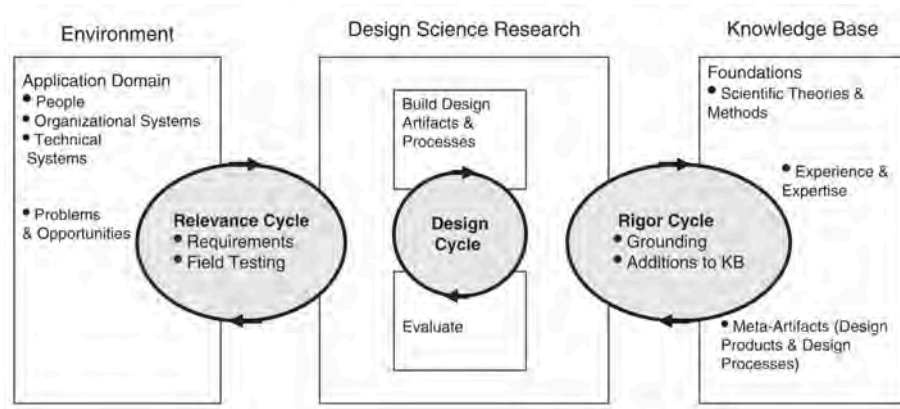 Environment
Design Science Research
Knowledge Base
Application Domain
● People
● Organizational Systems
● Technical
Systems
● Problems
& Opportunities
Relevance Cycle
● Requirements
● Field Testing
Build Design
Artifacts &
Processes
Design
Cycle
Evaluate
Rigor Cycle
● Grounding
● Additions to KB
Foundations
● Scientific Theories &
Methods
● Experience &
Expertise
● Meta-Artifacts (Design
Products & Design
Processes)